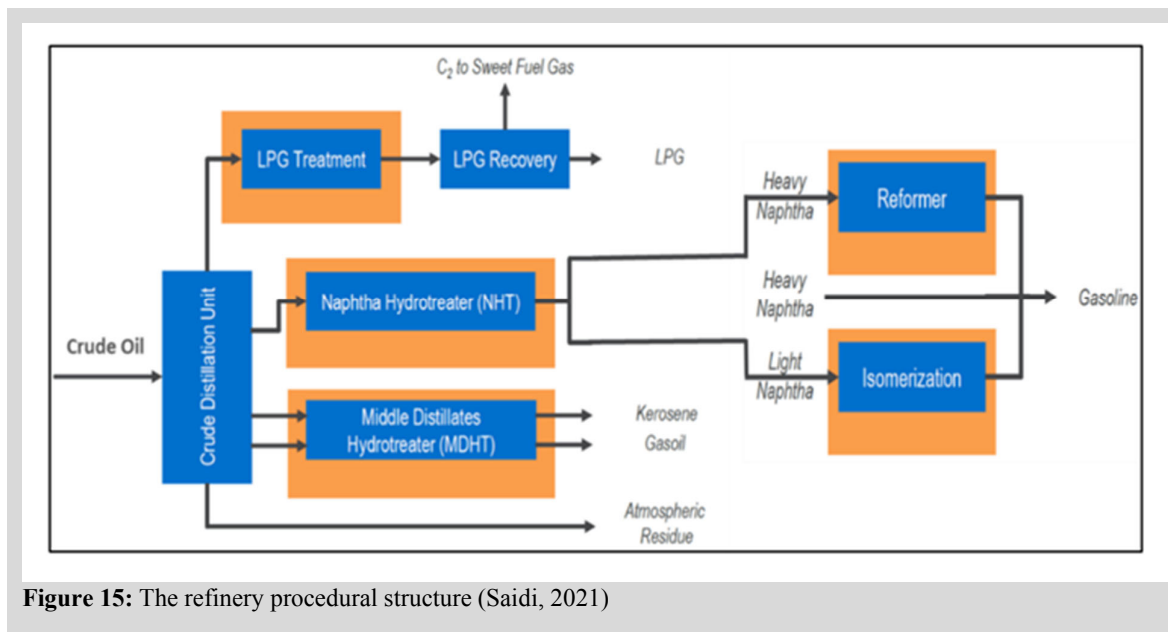 C₂ to Sweet Fuel Gas
LPG Treatment
LPG Recovery
LPG
Heavy
Naphtha
Reformer
Naphtha Hydrotreater (NHT)
Heavy
Naphtha
Gasoline
Crude Oil
Crude Distillation Unit
Light
Naphtha
Isomerization
Middle Distillates
Hydrotreater (MDHT)
Kerosene
Gasoil
Atmospheric
Residue
Figure 15: The refinery procedural structure (Saidi, 2021)